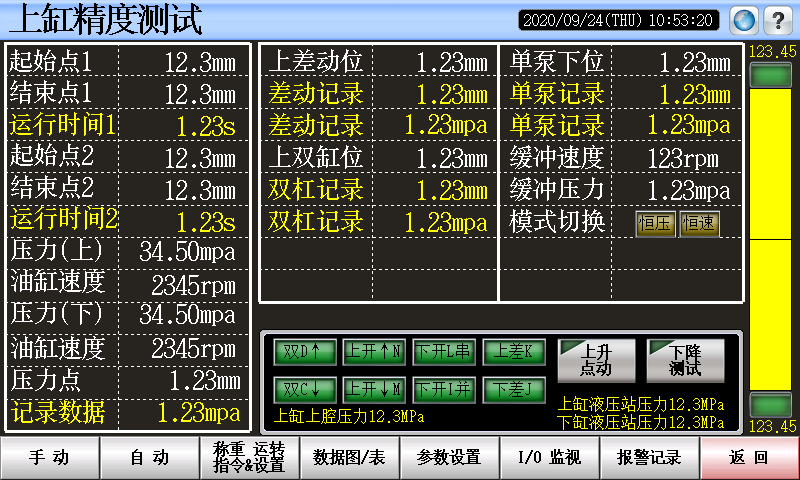 上缸精度测试
2020/09/24(THU) 10:53:20
?
起始点1 12.3mm
结束点1 12.3mm
运行时间1 1.23s
起始点2 12.3mm
结束点2 12.3mm
运行时间2 1.23s
压力(上) 34.50mpa
油缸速度 2345rpm
压力(下) 34.50mpa
油缸速度 2345rpm
压力点 1.23mm
记录数据 1.23mpa
上差动位 1.23mm
差动记录 1.23mm
差动记录 1.23mpa
上双缸位 1.23mm
双杠记录 1.23mm
双杠记录 1.23mpa
单泵下位 1.23mm
单泵记录 1.23mm
单泵记录 1.23mpa
缓冲速度 123rpm
缓冲压力 1.23mpa
模式切换 恒压 恒速
123.45
123.45
双D↑ 上开↑N 下开L串 上差K
双C↓ 上开↓M 下开I并 下差J
上升
点动
下降
测试
上缸上腔压力12.3MPa
上缸液压站压力12.3MPa
下缸液压站压力12.3MPa
手 动
自 动
称重 运转
指令&设置
数据图/表
参数设置
I/O 监视
报警记录
返 回